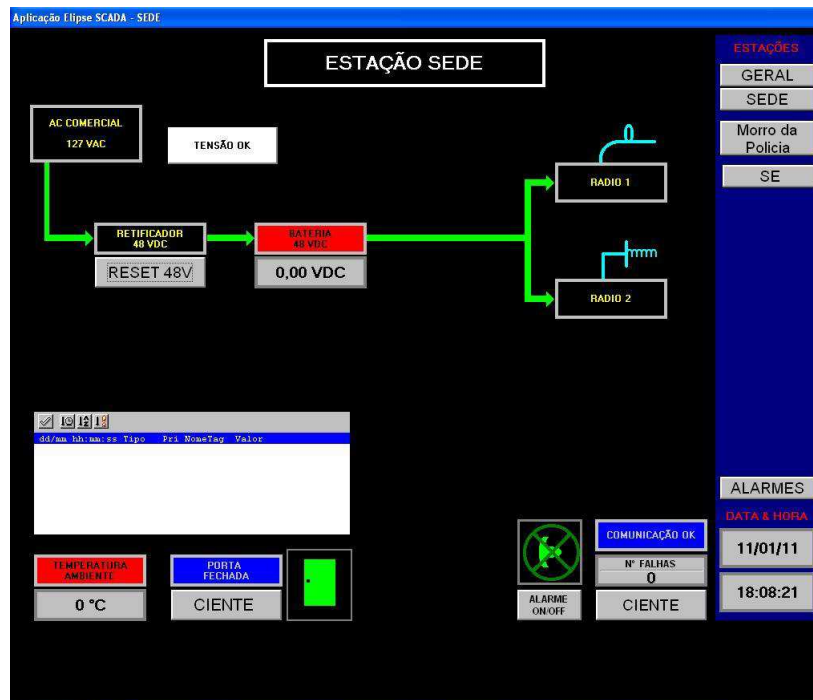 Aplicação Elipse SCADA - SEDE
ESTAÇÃO SEDE
ESTAÇÕES
GERAL
SEDE
Morro da
Policia
SE
AC COMERCIAL
127 VAC
TENSÃO OK
RADIO 1
RETIFICADOR
48 VDC
BATERIA
48 VDC
RESET 48V
0,00 VDC
RADIO 2
dd/mm hh:mm:ss Tipo Pri NomeTag Valor
ALARMES
DATA & HORA
11/01/11
18:08:21
TEMPERATURA
AMBIENTE
0 °C
PORTA
FECHADA
CIENTE
ALARME
ON/OFF
COMUNICAÇÃO OK
N° FALHAS
0
CIENTE